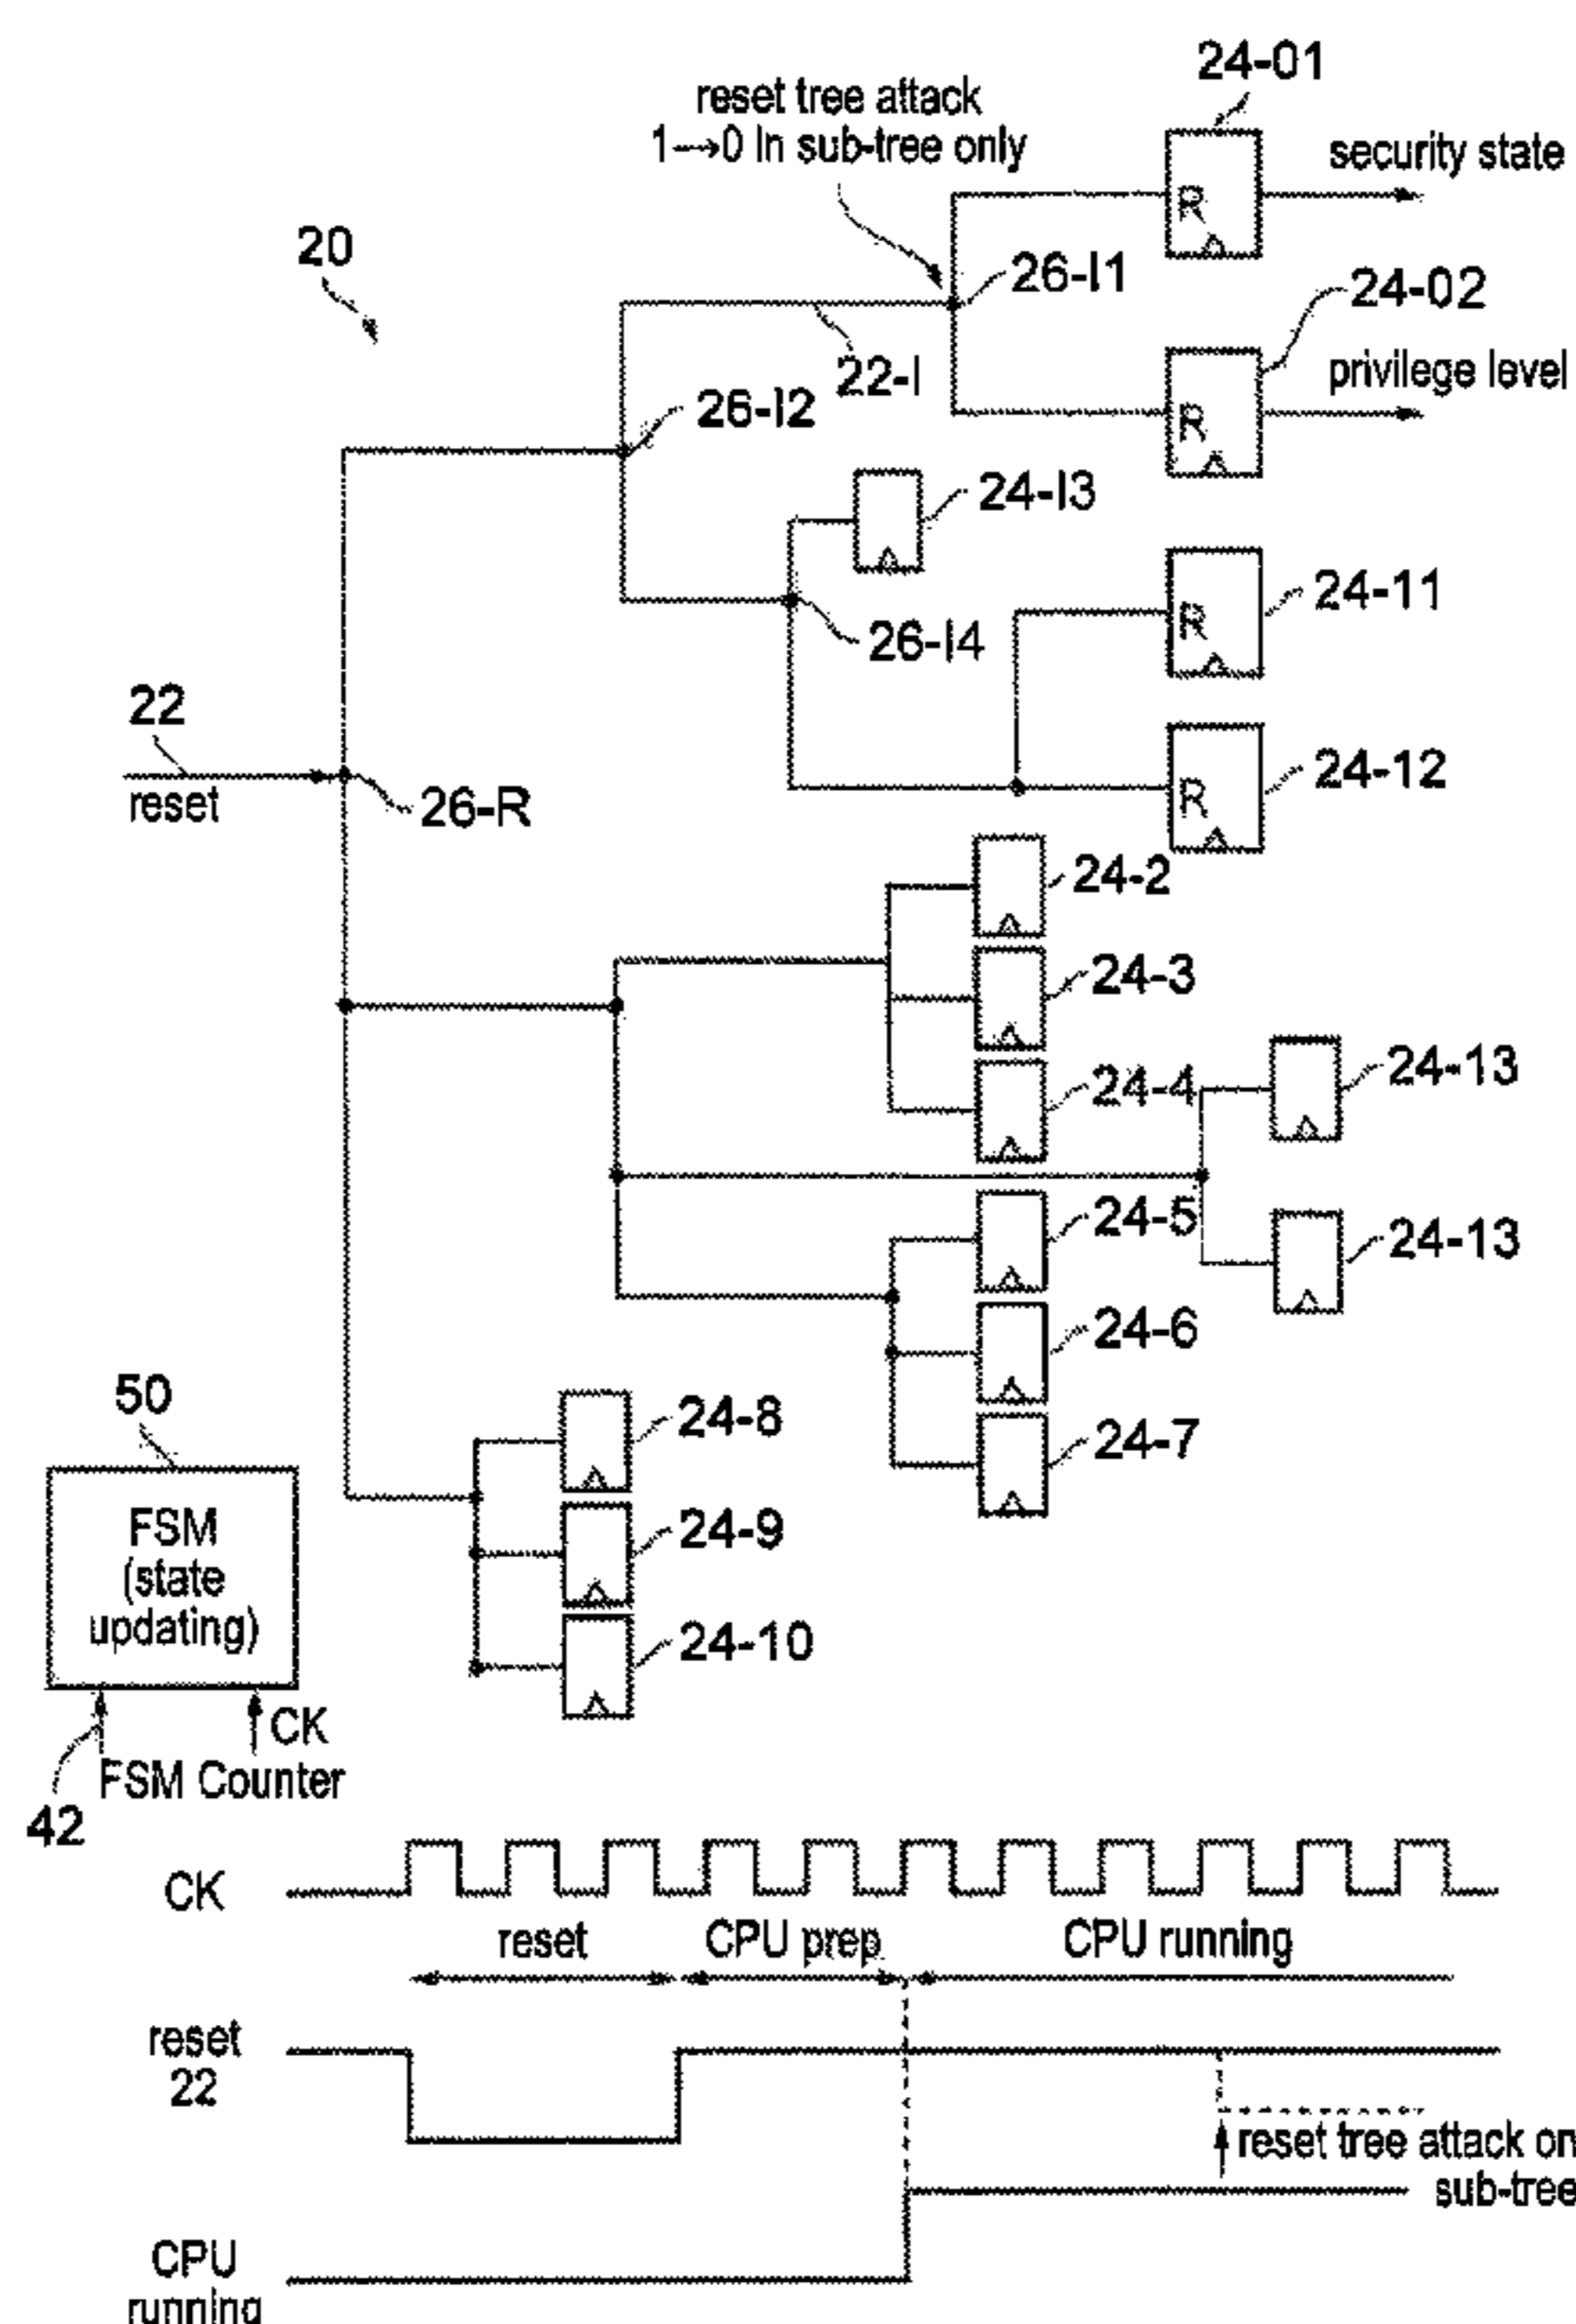 24-01
reset tree attack
1→0 In sub-tree only
security state
R
20
26-I1
24-02
22-I
privilege level
26-I2
R
24-I3
24-11
R
26-I4
22
24-12
reset
26-R
R
24-2
24-3
24-13
24-4
24-5
24-13
24-6
50
24-8
24-7
FSM
(state
updating)
24-9
24-10
CK
FSM Counter
42
CK
reset
CPU prep
CPU running
reset
22
reset tree attack on
sub-tree
CPU
running